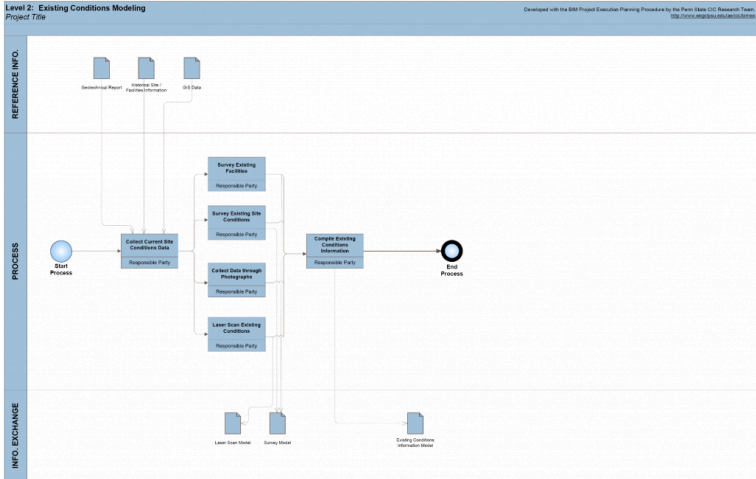 Level 2: Existing Conditions Modeling
Project Title
Developed with the BIM Project Execution Planning Procedure by the Penn State CIC Research Team.
REFERENCE INFO.
Geotechnical Report
Historical Site /
Facilities Information
GIS Data
PROCESS
Start
Process
Collect Current Site
Conditions Data
Responsible Party
Survey Existing
Facilities
Responsible Party
Survey Existing Site
Conditions
Responsible Party
Collect Data through
Photographs
Responsible Party
Laser Scan Existing
Conditions
Responsible Party
Compile Existing
Conditions
Information
Responsible Party
End
Process
INFO. EXCHANGE
Laser Scan Model
Survey Model
Existing Conditions
Information Model